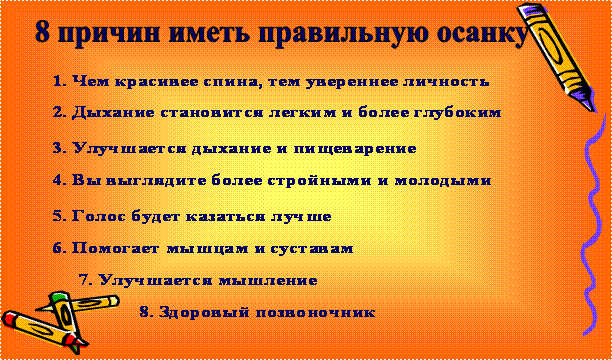 8 причин иметь правильную осанку
1. Чем красивее спина, тем увереннее личность
2. Дыхание становится легким и более глубоким
3. Улучшается дыхание и пищеварение
4. Вы выглядите более стройными и молодыми
5. Голос будет казаться лучше
6. Помогает мышцам и суставам
7. Улучшается мышление
8. Здоровый позвоночник